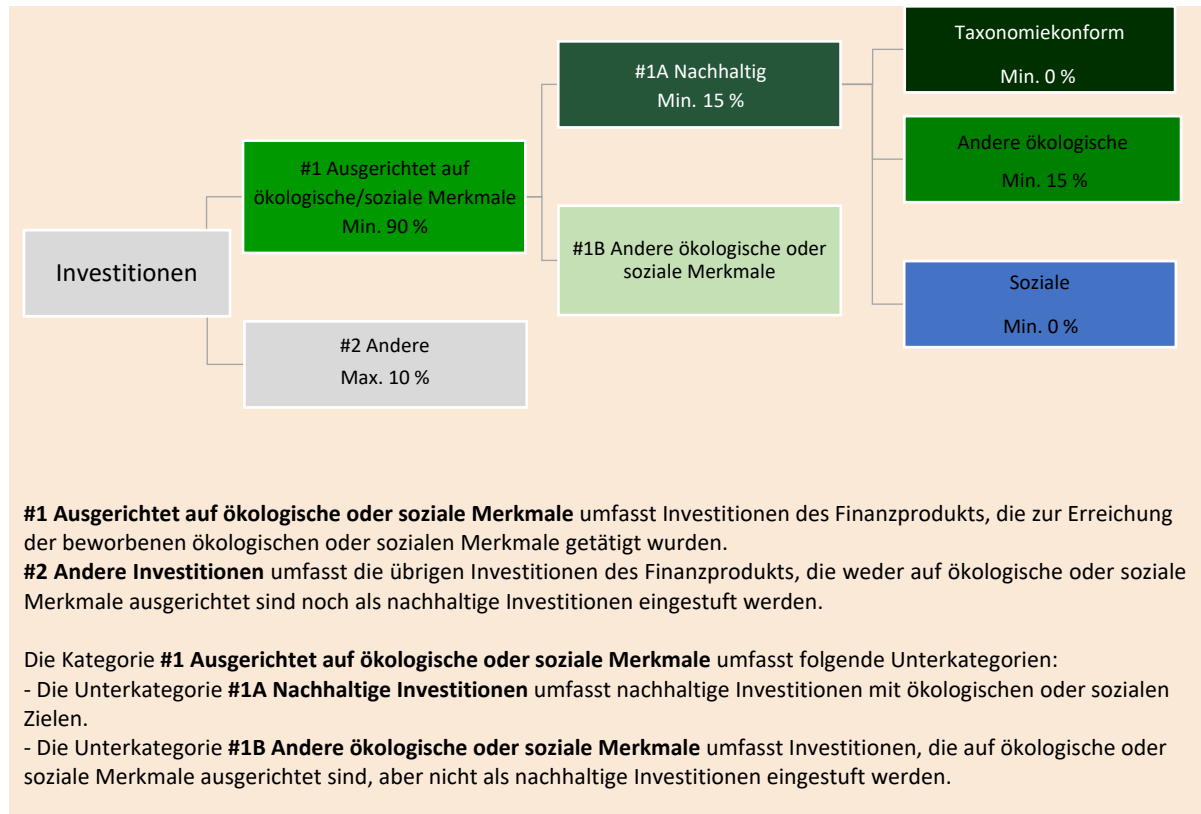 Investitionen
#1 Ausgerichtet auf
ökologische/soziale Merkmale
Min. 90 %
#2 Andere
Max. 10 %
#1A Nachhaltig
Min. 15 %
#1B Andere ökologische oder
soziale Merkmale
Taxonomiekonform
Min. 0 %
Andere ökologische
Min. 15 %
Soziale
Min. 0 %
#1 Ausgerichtet auf ökologische oder soziale Merkmale umfasst Investitionen des Finanzprodukts, die zur Erreichung
der beworbenen ökologischen oder sozialen Merkmale getätigt wurden.
#2 Andere Investitionen umfasst die übrigen Investitionen des Finanzprodukts, die weder auf ökologische oder soziale
Merkmale ausgerichtet sind noch als nachhaltige Investitionen eingestuft werden.
Die Kategorie #1 Ausgerichtet auf ökologische oder soziale Merkmale umfasst folgende Unterkategorien:
- Die Unterkategorie #1A Nachhaltige Investitionen umfasst nachhaltige Investitionen mit ökologischen oder sozialen
Zielen.
- Die Unterkategorie #1B Andere ökologische oder soziale Merkmale umfasst Investitionen, die auf ökologische oder
soziale Merkmale ausgerichtet sind, aber nicht als nachhaltige Investitionen eingestuft werden.